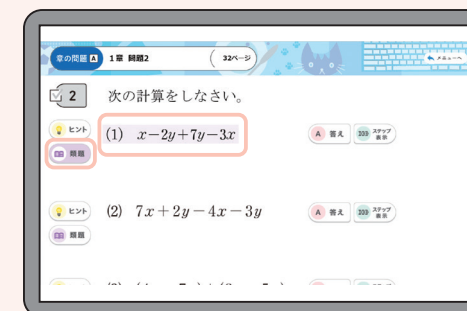 章の問題 A 1章 問題2 32ページ メニューへ
2 次の計算をしなさい。
ヒント (1) x−2y+7y−3x A 答え ステップ表示
類題
ヒント (2) 7x+2y−4x−3y A 答え ステップ表示
類題